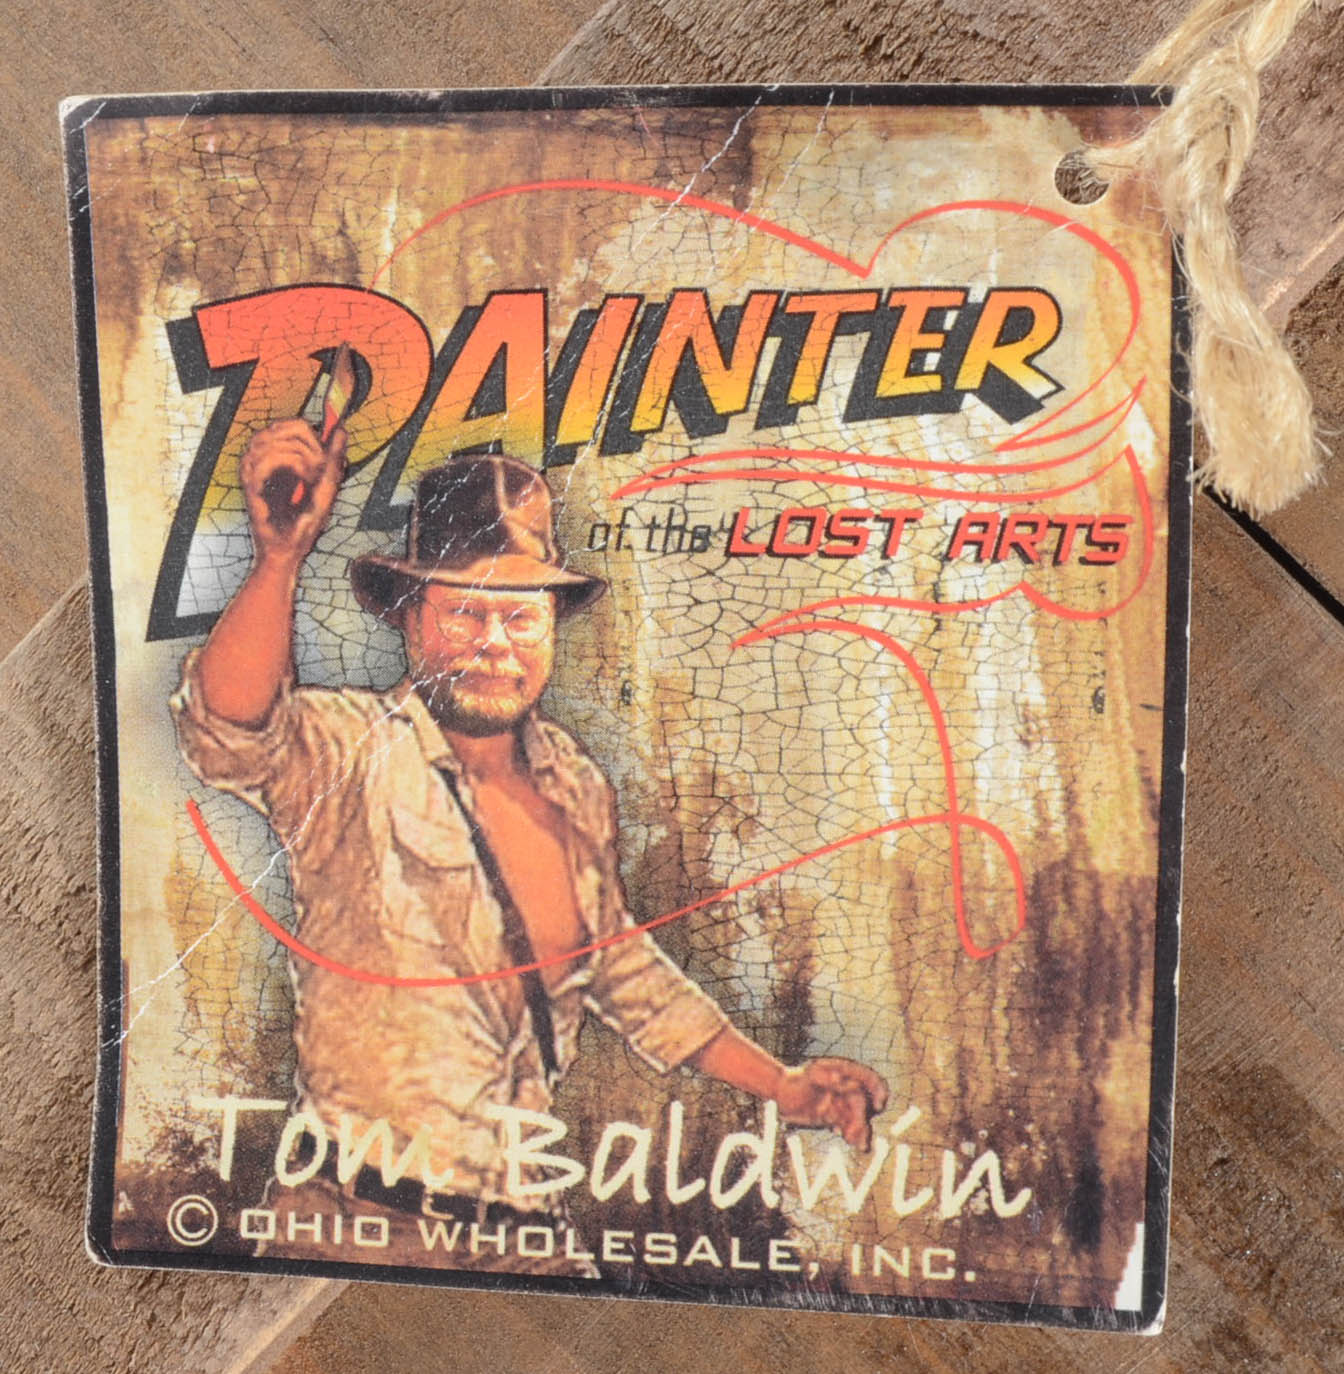 PAINTER
of the LOST ARTS
Tom Baldwin
© OHIO WHOLESALE, INC.